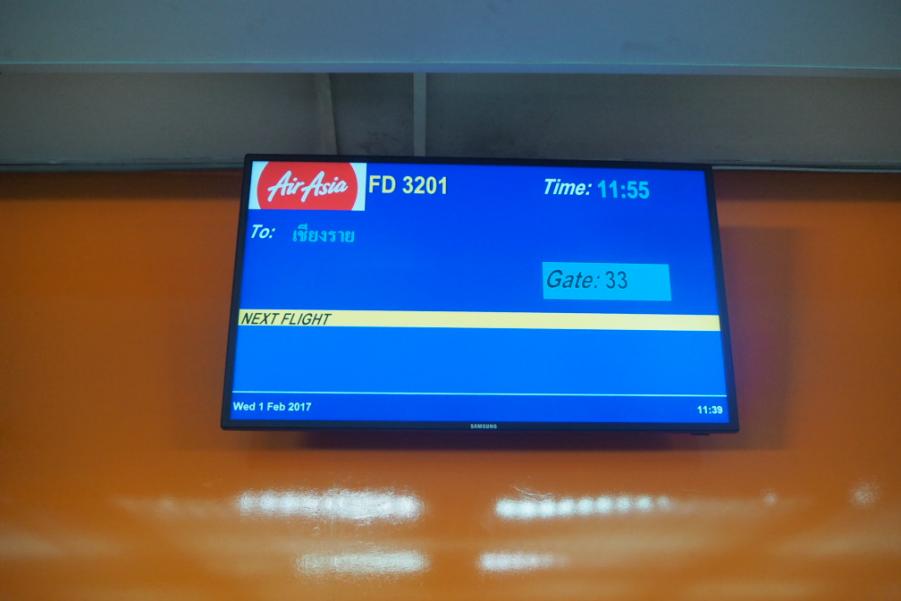 AirAsia FD 3201 Time: 11:55
To: เชียงราย
Gate: 33
NEXT FLIGHT
Wed 1 Feb 2017 11:39
SAMSUNG